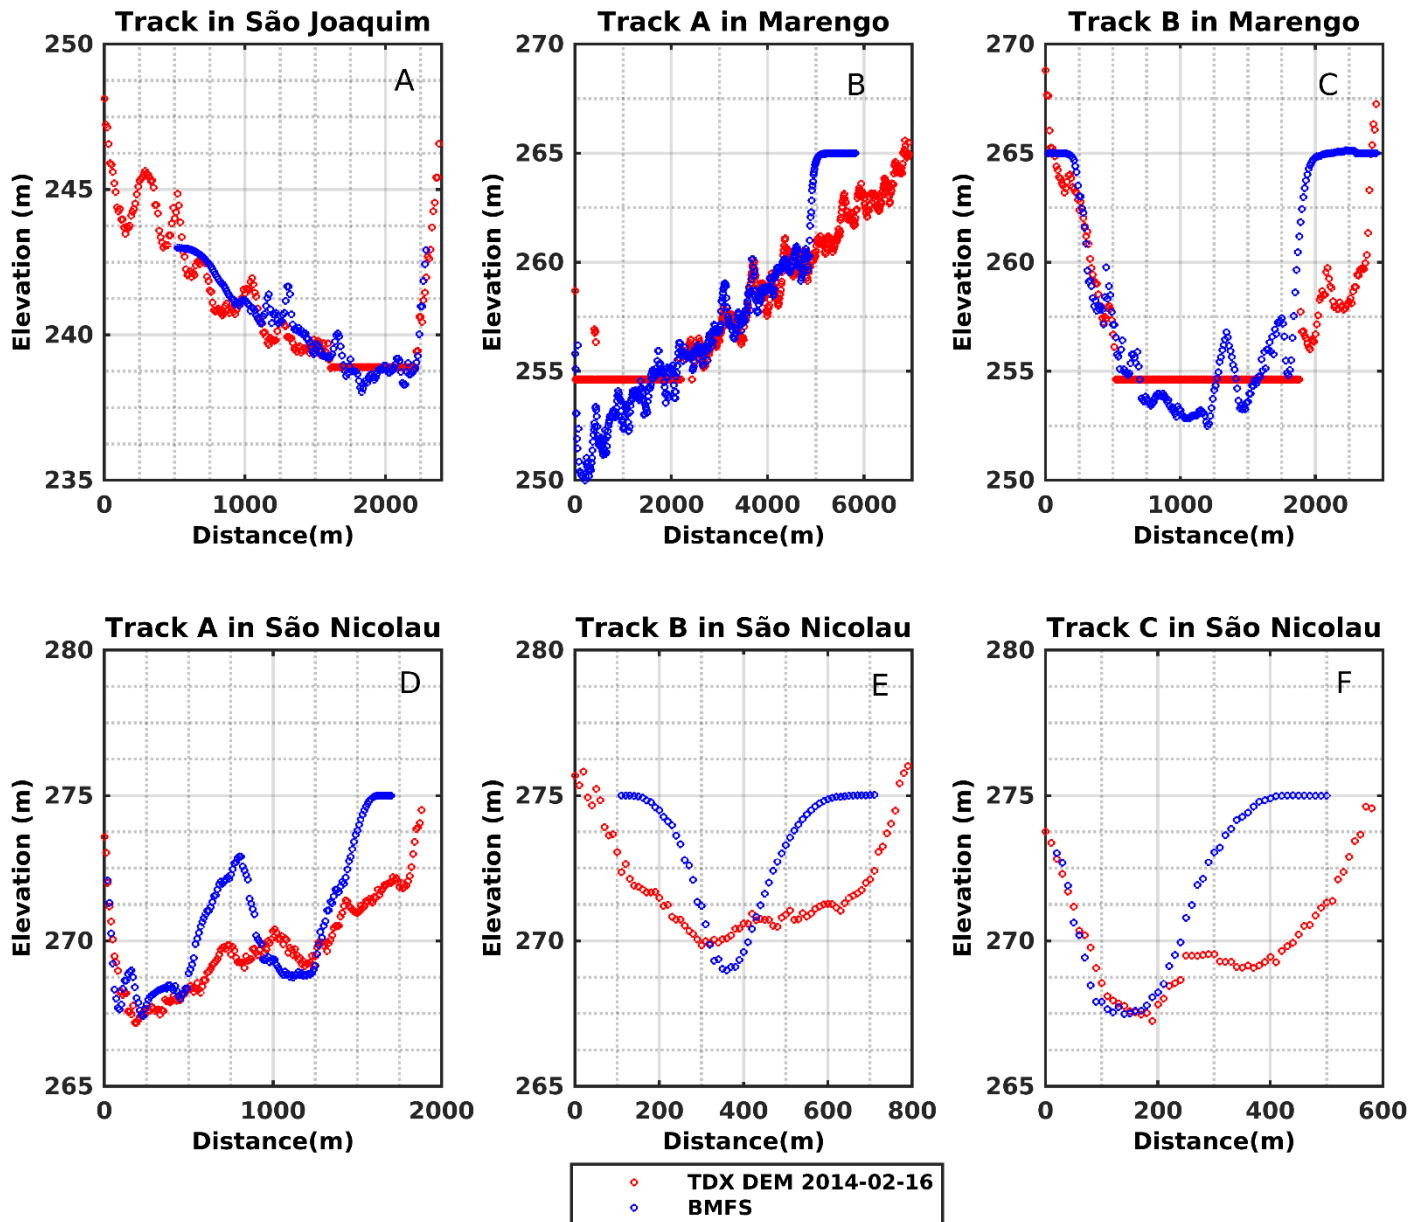 Track in São Joaquim
Track A in Marengo
Track B in Marengo
250
245
240
235
Elevation (m)
A
0
1000
2000
Distance(m)
270
265
260
255
250
Elevation (m)
B
0
2000
4000
6000
Distance(m)
270
265
260
255
250
Elevation (m)
C
0
1000
2000
Distance(m)
Track A in São Nicolau
Track B in São Nicolau
Track C in São Nicolau
280
275
270
265
Elevation (m)
D
0
1000
2000
Distance(m)
280
275
270
265
Elevation (m)
E
0
200
400
600
800
Distance(m)
280
275
270
265
Elevation (m)
F
0
200
400
600
Distance(m)
TDX DEM 2014-02-16
BMFS